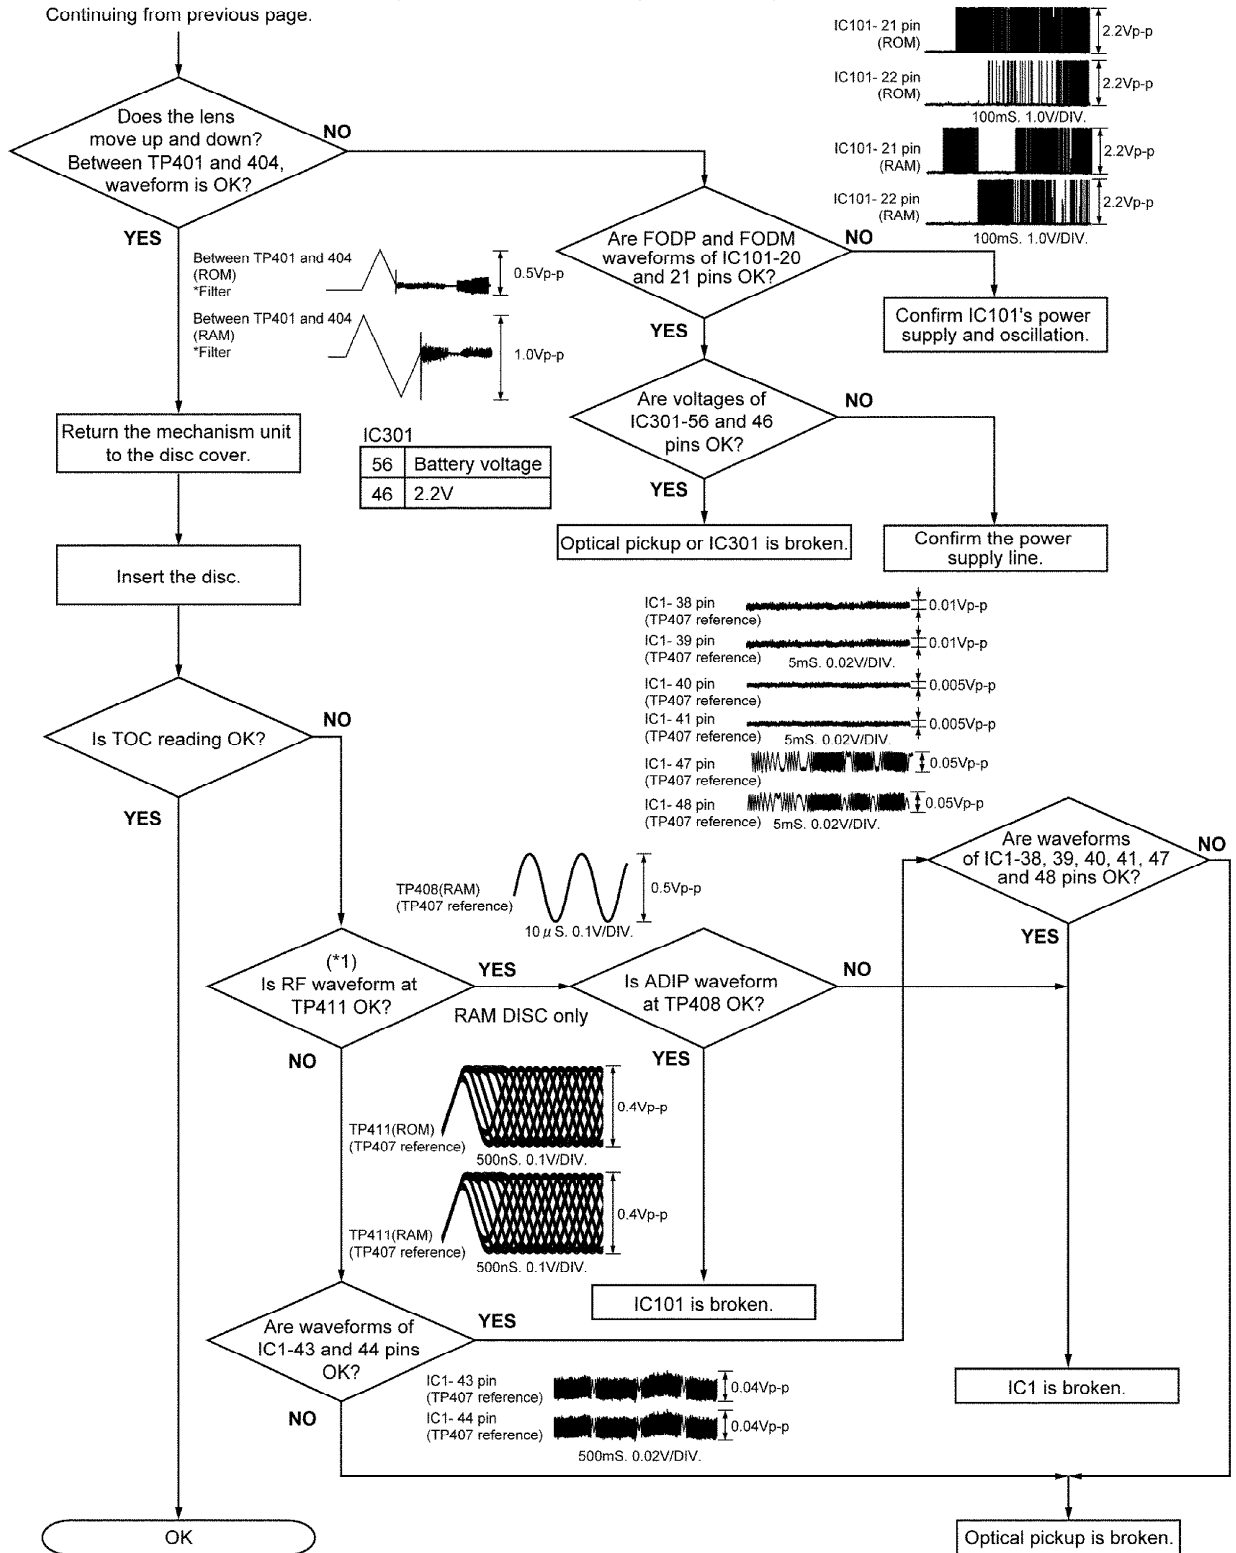 Continuing from previous page.
Does the lens
move up and down?
Between TP401 and 404,
waveform is OK?
NO
YES
IC101- 21 pin
(ROM)
2.2Vp-p
IC101- 22 pin
(ROM)
2.2Vp-p
100mS. 1.0V/DIV.
IC101- 21 pin
(RAM)
2.2Vp-p
IC101- 22 pin
(RAM)
2.2Vp-p
100mS. 1.0V/DIV.
Between TP401 and 404
(ROM)
*Filter
0.5Vp-p
Between TP401 and 404
(RAM)
*Filter
1.0Vp-p
Are FODP and FODM
waveforms of IC101-20
and 21 pins OK?
NO
YES
Confirm IC101's power
supply and oscillation.
Are voltages of
IC301-56 and 46
pins OK?
NO
YES
IC301
56 Battery voltage
46 2.2V
Optical pickup or IC301 is broken.
Confirm the power
supply line.
Return the mechanism unit
to the disc cover.
Insert the disc.
Is TOC reading OK?
NO
YES
IC1- 38 pin
(TP407 reference)
0.01Vp-p
IC1- 39 pin
(TP407 reference)
0.01Vp-p
5mS. 0.02V/DIV.
IC1- 40 pin
(TP407 reference)
0.005Vp-p
IC1- 41 pin
(TP407 reference)
0.005Vp-p
5mS. 0.02V/DIV.
IC1- 47 pin
(TP407 reference)
0.05Vp-p
IC1- 48 pin
(TP407 reference)
0.05Vp-p
5mS. 0.02V/DIV.
Are waveforms
of IC1-38, 39, 40, 41, 47
and 48 pins OK?
NO
YES
TP408(RAM)
(TP407 reference)
0.5Vp-p
10 μ S. 0.1V/DIV.
(*1)
Is RF waveform at
TP411 OK?
YES
RAM DISC only
NO
Is ADIP waveform
at TP408 OK?
NO
YES
TP411(ROM)
(TP407 reference)
0.4Vp-p
500nS. 0.1V/DIV.
TP411(RAM)
(TP407 reference)
0.4Vp-p
500nS. 0.1V/DIV.
IC101 is broken.
Are waveforms of
IC1-43 and 44 pins
OK?
YES
NO
IC1- 43 pin
(TP407 reference)
0.04Vp-p
IC1- 44 pin
(TP407 reference)
0.04Vp-p
500mS. 0.02V/DIV.
IC1 is broken.
OK
Optical pickup is broken.